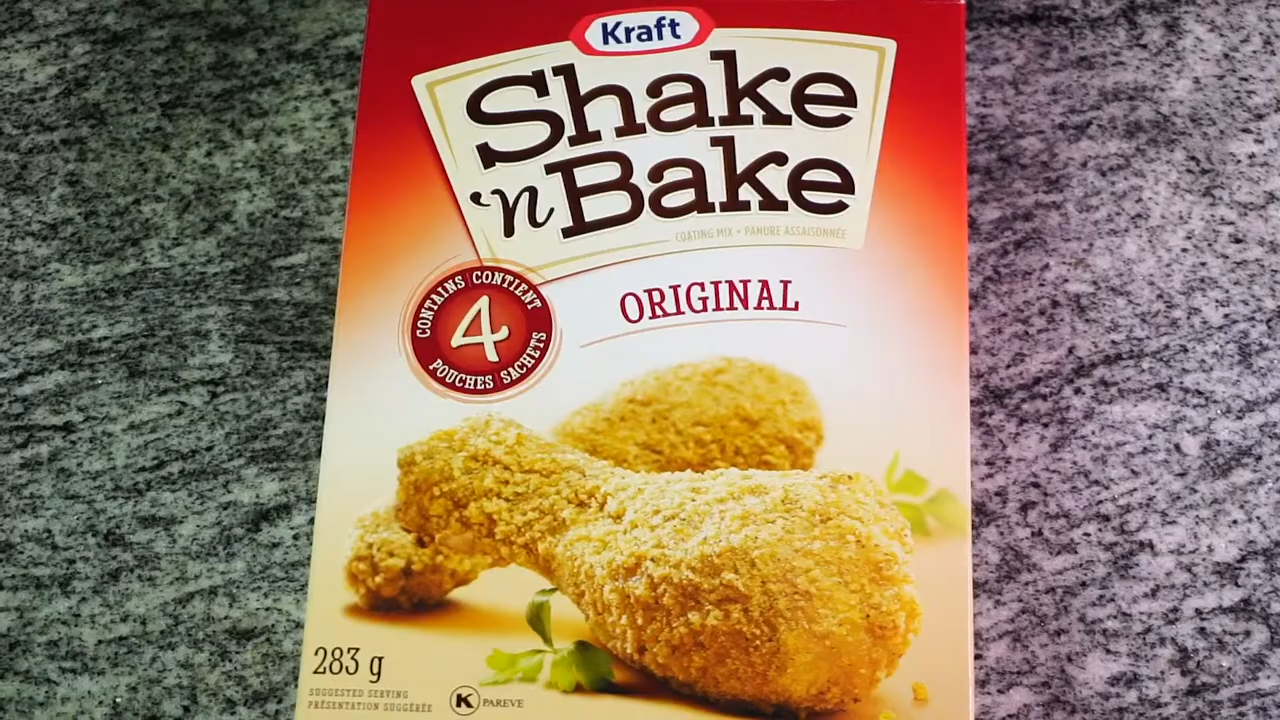 Kraft
Shake
'n Bake
COATING MIX • PANURE ASSAISONNÉE
ORIGINAL
CONTAINS | CONTIENT
4
POUCHES | SACHETS
283 g
SUGGESTED SERVING
PRÉSENTATION SUGGÉRÉE
K PAREVE